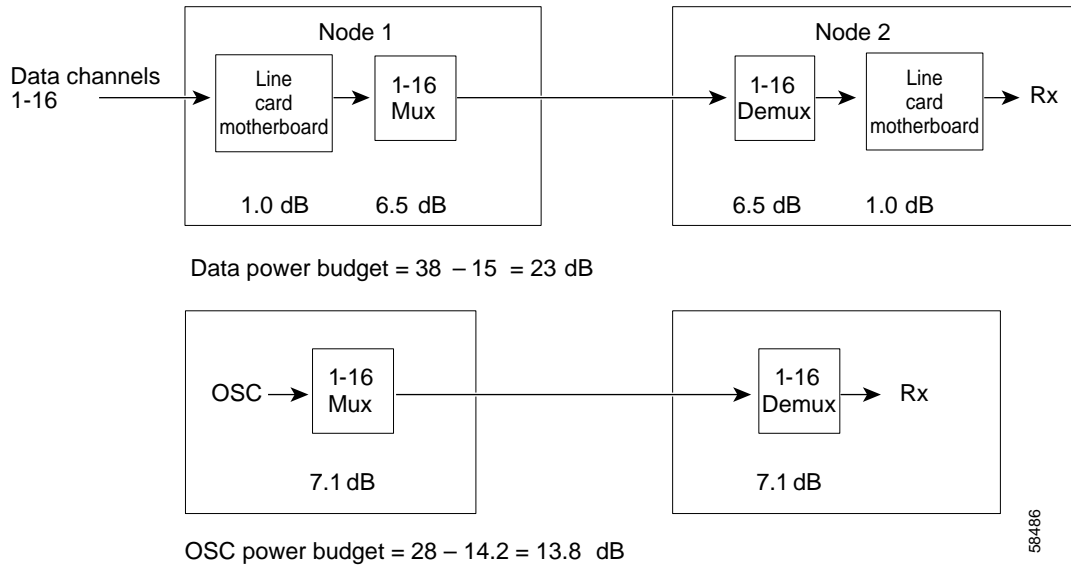 Node 1
Node 2
Data channels
1-16
Line
card
motherboard
1-16
Mux
1-16
Demux
Line
card
motherboard
Rx
1.0 dB
6.5 dB
6.5 dB
1.0 dB
Data power budget = 38 – 15 = 23 dB
OSC
1-16
Mux
1-16
Demux
Rx
7.1 dB
7.1 dB
OSC power budget = 28 – 14.2 = 13.8 dB
58486